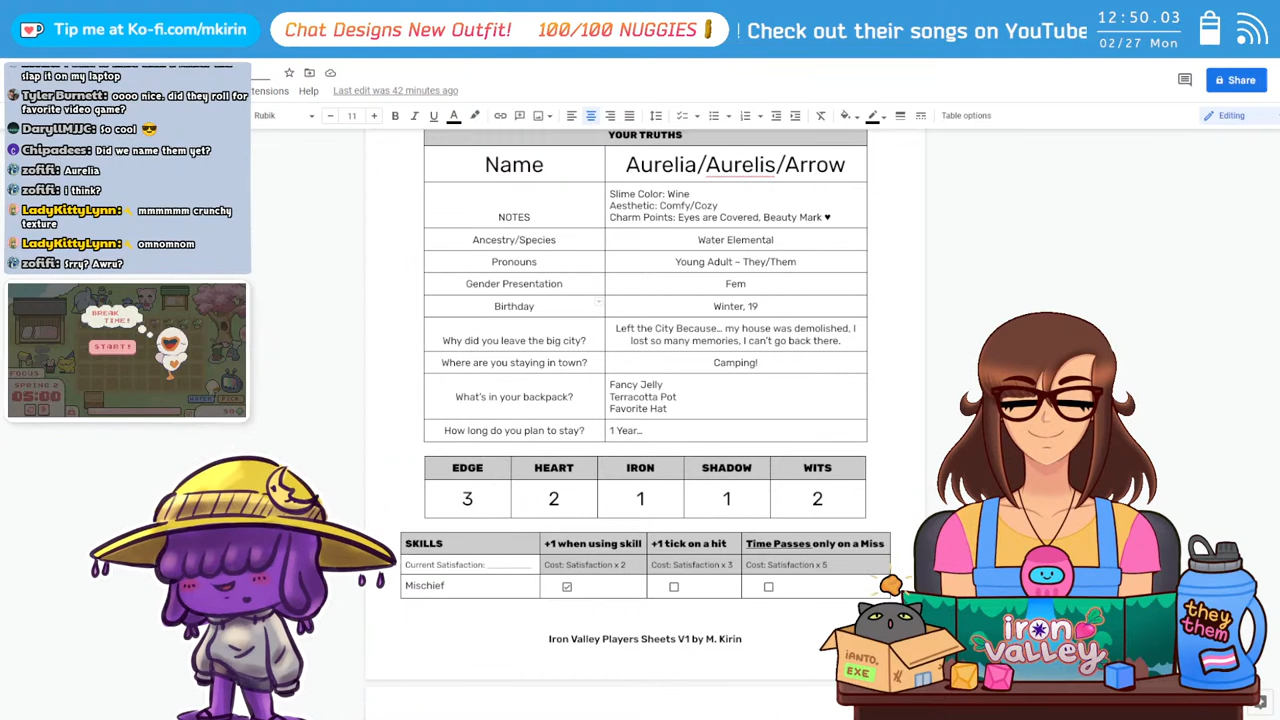 Tip me at Ko-fi.com/mkirin
Chat Designs New Outfit! 100/100 NUGGIES
! Check out their songs on YouTube
12:50.03
02/27 Mon
slap it on my laptop
Tyler Burnett: oooo nice. did they roll for
favorite video game?
DaryllMJJC: So cool
Chipadees: Did we name them yet?
zofifi: Aurelia
zofifi: i think?
LadyKittyLynn: mmmmm crunchy
texture
LadyKittyLynn: omnomnom
zofifi: Srry? Awru?
BREAK
TIME!
START!
FOCUS
SPRING 2
05:00
tensions Help Last edit was 42 minutes ago
Share
Rubik 11 Table options Editing
YOUR TRUTHS
Name Aurelia/Aurelis/Arrow
NOTES
Slime Color: Wine
Aesthetic: Comfy/Cozy
Charm Points: Eyes are Covered, Beauty Mark ♥
Ancestry/Species Water Elemental
Pronouns Young Adult ~ They/Them
Gender Presentation Fem
Birthday Winter, 19
Why did you leave the big city?
Left the City Because... my house was demolished, I
lost so many memories, I can't go back there.
Where are you staying in town? Camping!
What's in your backpack?
Fancy Jelly
Terracotta Pot
Favorite Hat
How long do you plan to stay? 1 Year...
EDGE HEART IRON SHADOW WITS
3 2 1 1 2
SKILLS +1 when using skill +1 tick on a hit Time Passes only on a Miss
Current Satisfaction: Cost: Satisfaction x 2 Cost: Satisfaction x 3 Cost: Satisfaction x 5
Mischief
Iron Valley Players Sheets V1 by M. Kirin
iANTO.
EXE
iron
valley
they
them